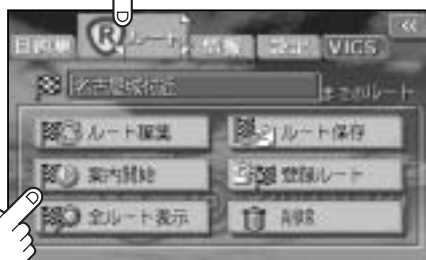 目的地 ルート 情報 設定 VICS
名古屋城付近 までのルート
ルート編集 ルート保存
案内開始 登録ルート
全ルート表示 消去